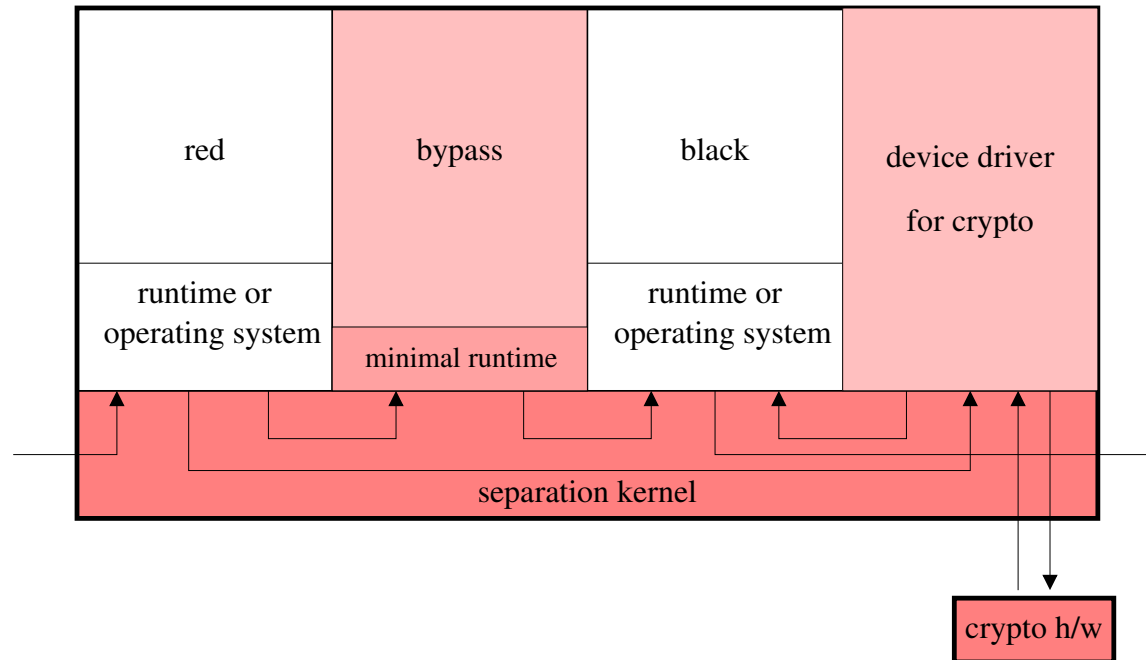 red
bypass
black
device driver
for crypto
runtime or
operating system
minimal runtime
runtime or
operating system
separation kernel
crypto h/w